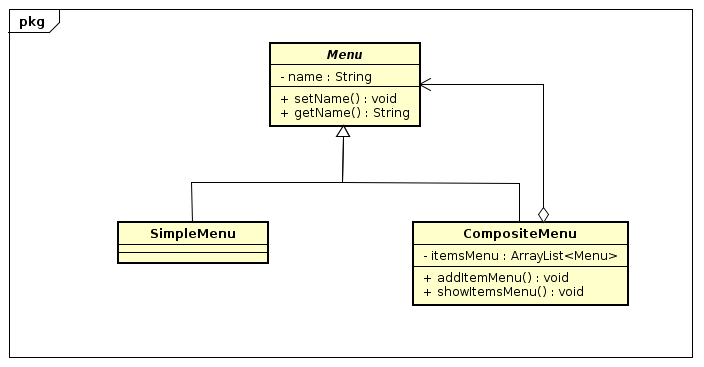 pkg
Menu
- name : String
+ setName() : void
+ getName() : String
SimpleMenu
CompositeMenu
- itemsMenu : ArrayList<Menu>
+ addItemMenu() : void
+ showItemsMenu() : void